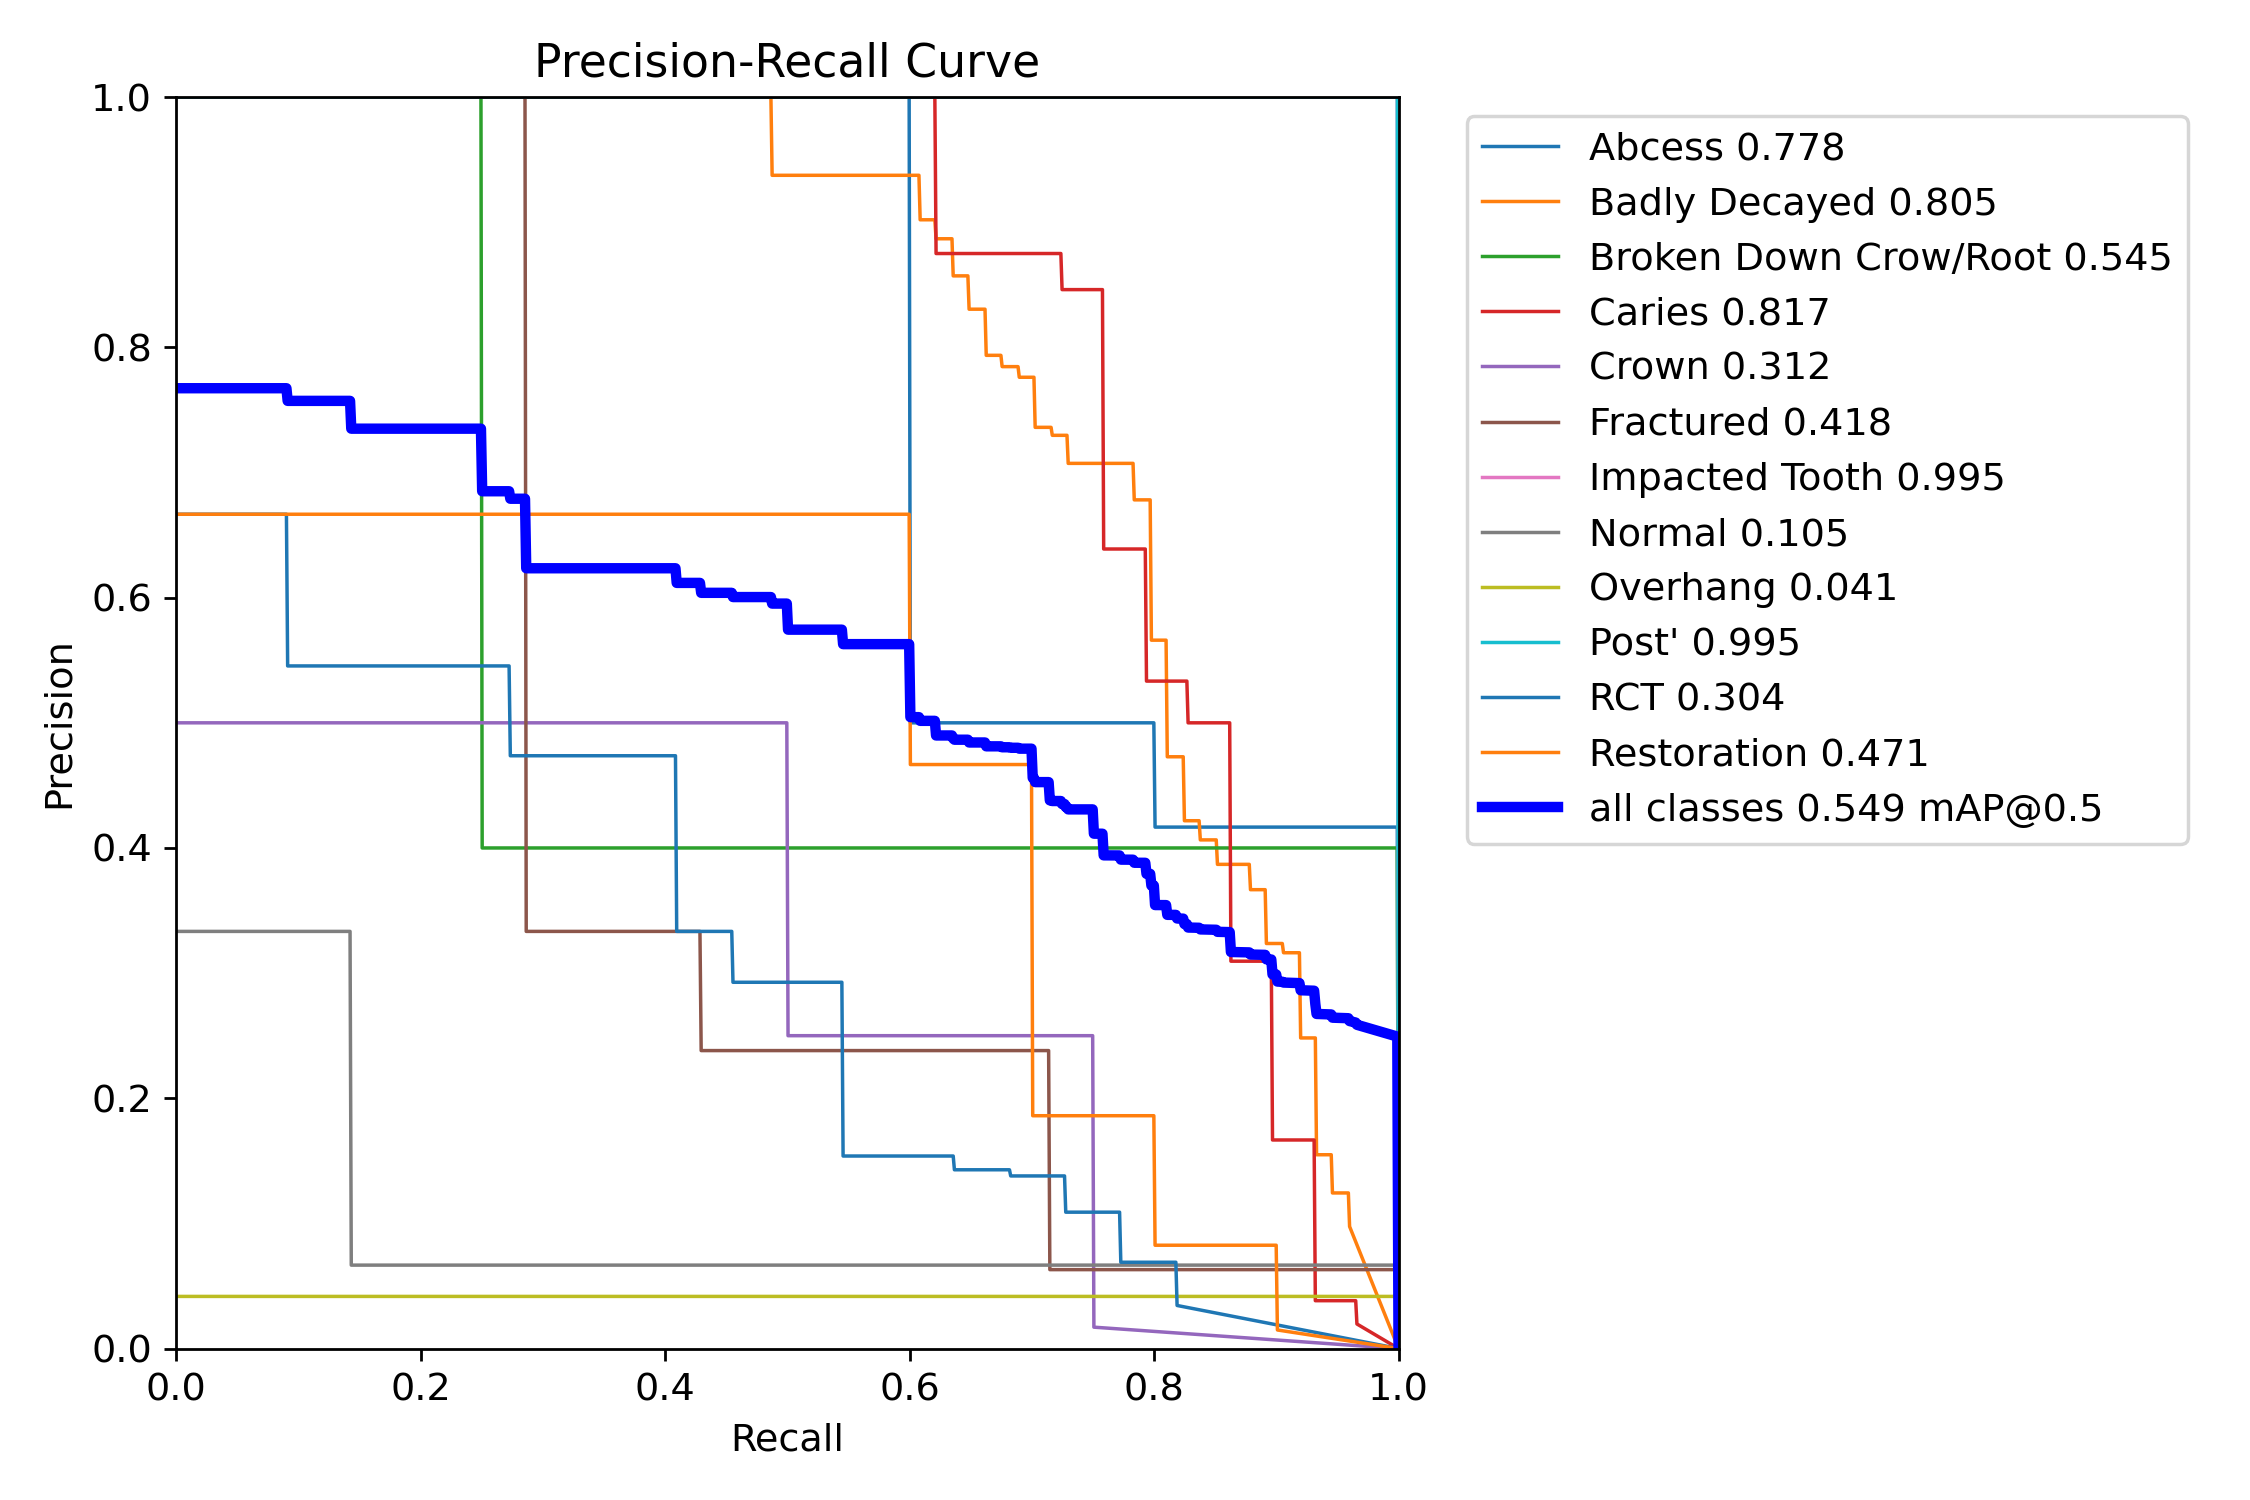 Precision-Recall Curve
1.0
0.8
0.6
0.4
0.2
0.0
Precision
0.0 0.2 0.4 0.6 0.8 1.0
Recall
Abcess 0.778
Badly Decayed 0.805
Broken Down Crow/Root 0.545
Caries 0.817
Crown 0.312
Fractured 0.418
Impacted Tooth 0.995
Normal 0.105
Overhang 0.041
Post' 0.995
RCT 0.304
Restoration 0.471
all classes 0.549 mAP@0.5